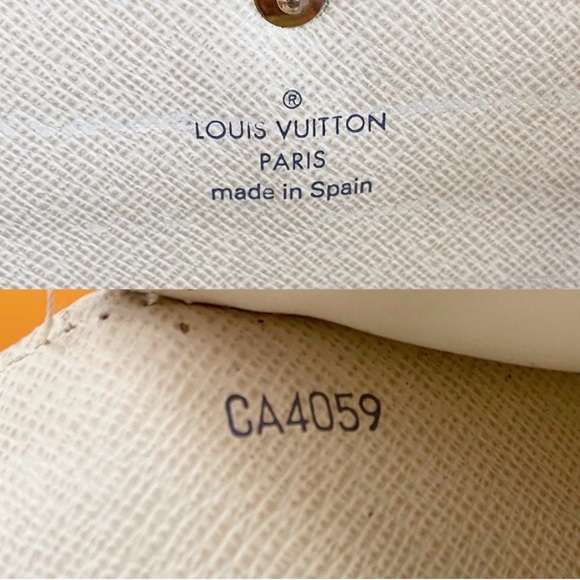 ®
LOUIS VUITTON
PARIS
made in Spain
CA4059